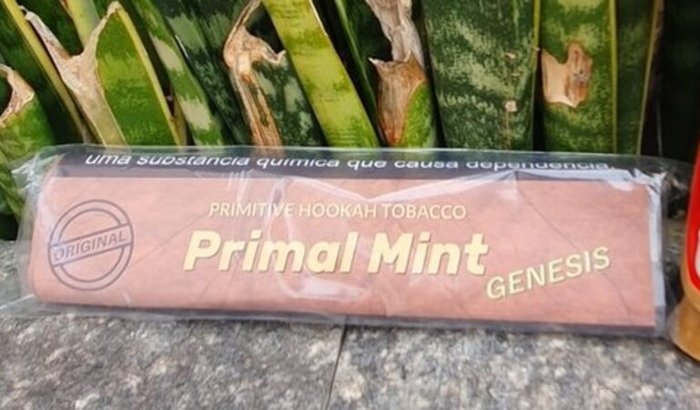 uma substância química que causa dependência
PRIMITIVE HOOKAH TOBACCO
ORIGINAL
Primal Mint
GENESIS